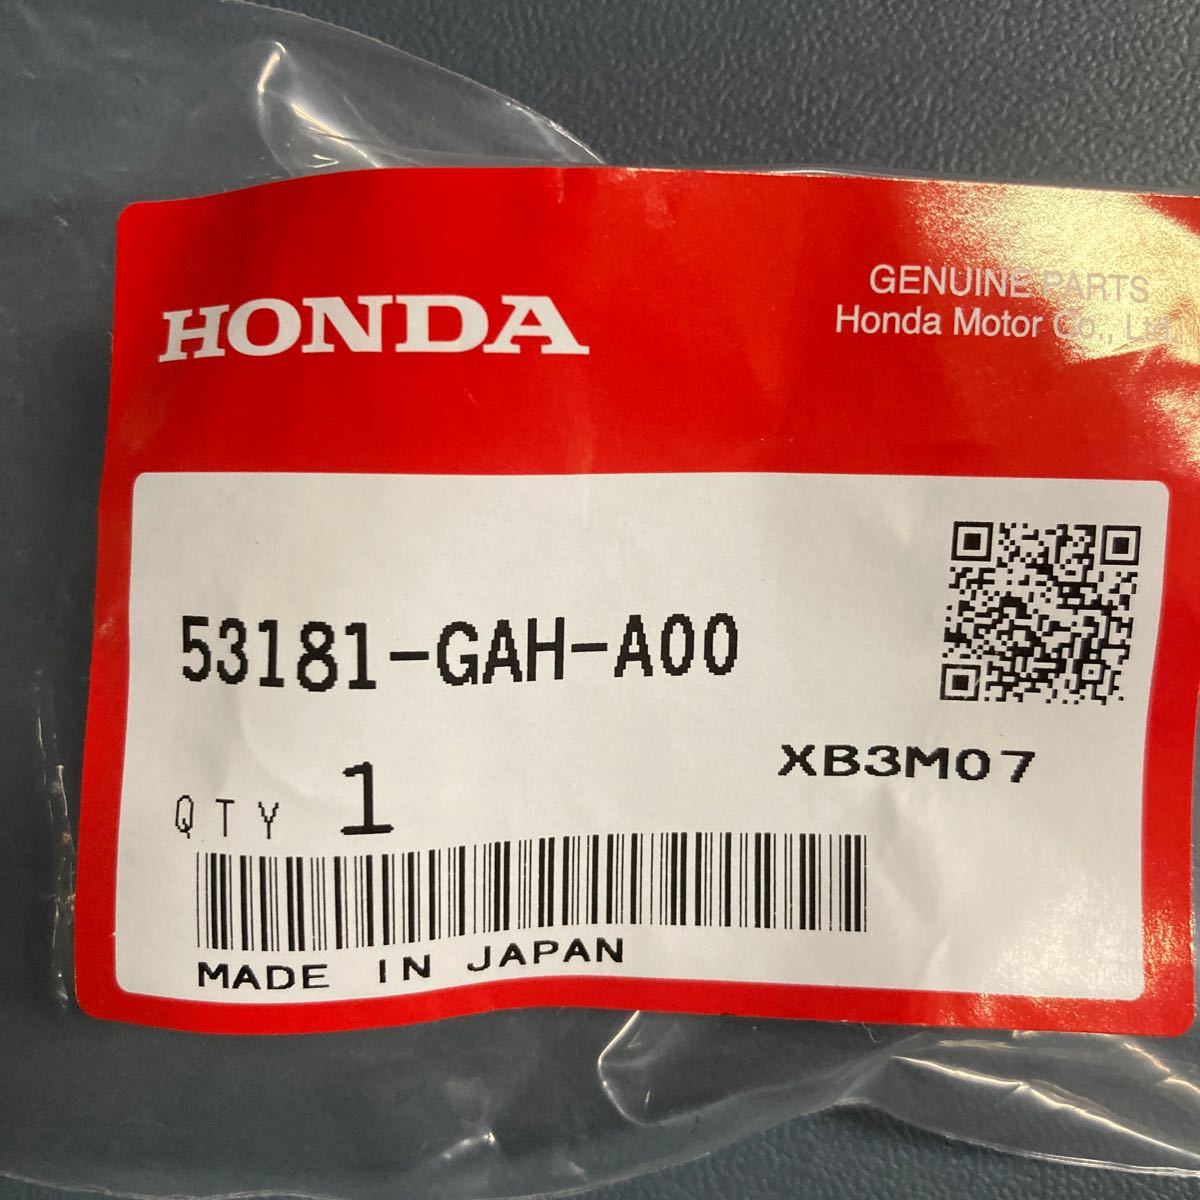 HONDA
GENUINE PARTS
Honda Motor Co., Ltd.
53181-GAH-A00
XB3M07
QTY 1
MADE IN JAPAN